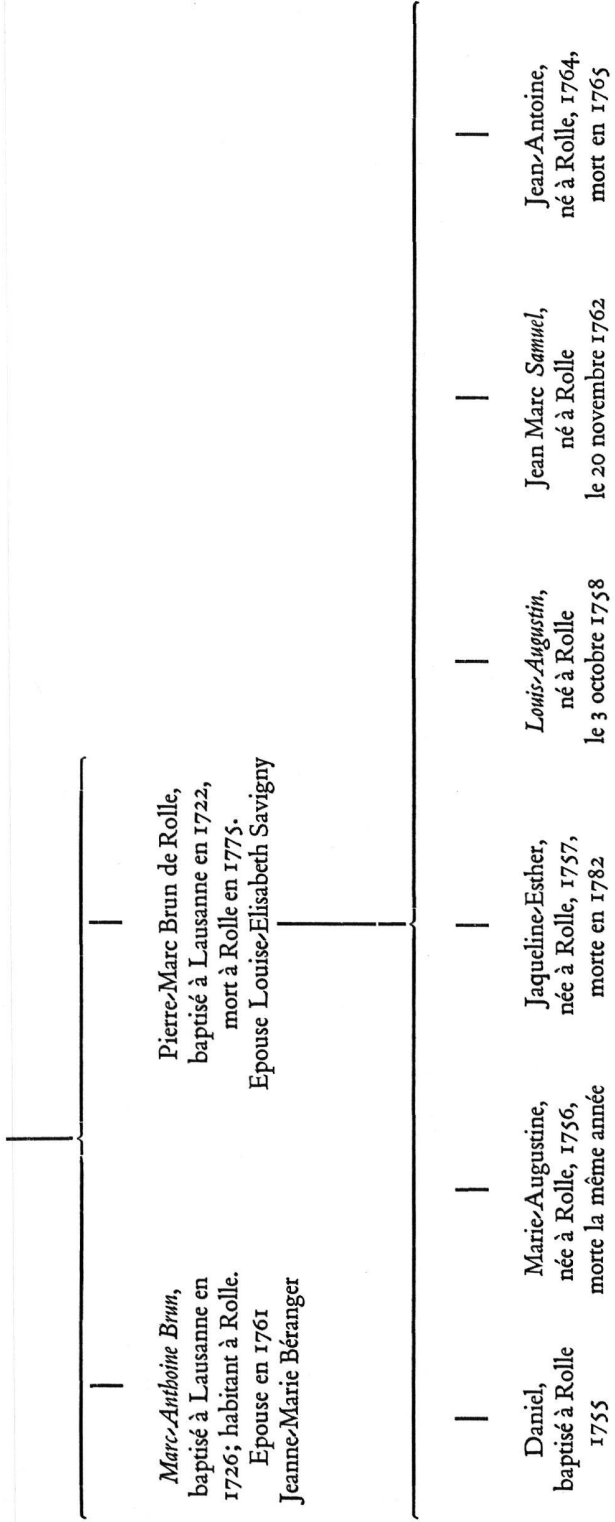 Marc-Anthoine Brun,
baptisé à Lausanne en
1726; habitant à Rolle.
Epouse en 1761
Jeanne-Marie Béranger
Pierre-Marc Brun de Rolle,
baptisé à Lausanne en 1722,
mort à Rolle en 1775.
Epouse Louise-Elisabeth Savigny
Daniel,
baptisé à Rolle
1755
Marie-Augustine,
née à Rolle, 1756,
morte la même année
Jaqueline-Esther,
née à Rolle, 1757,
morte en 1782
Louis-Augustin,
né à Rolle
le 3 octobre 1758
Jean Marc Samuel,
né à Rolle
le 20 novembre 1762
Jean-Antoine,
né à Rolle, 1764,
mort en 1765